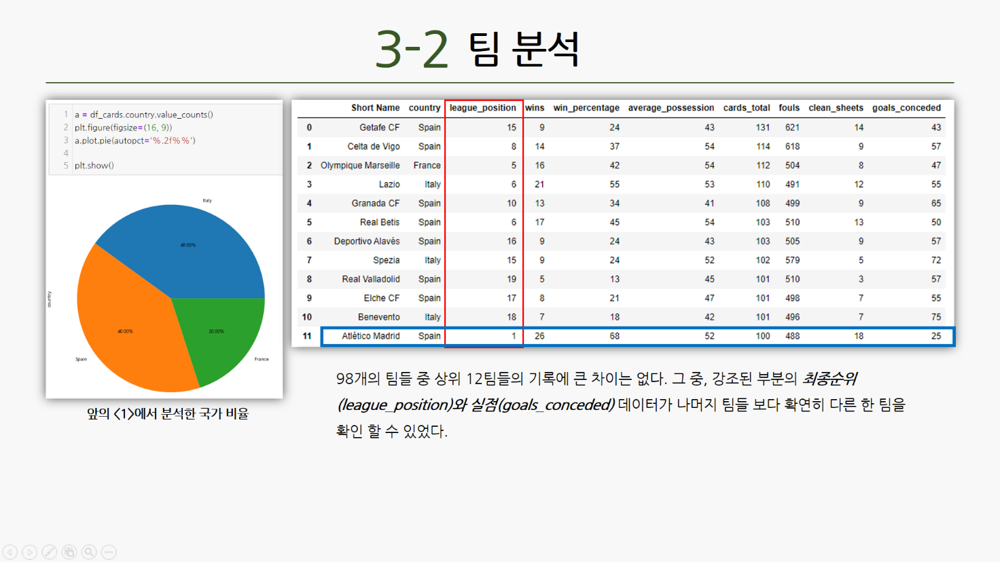 3-2 팀 분석
1 a = df_cards.country.value_counts()
2 plt.figure(figsize=(16, 9))
3 a.plot.pie(autopct='%.2f%%')
4
5 plt.show()
Italy
40.00%
country
40.00%
20.00%
Spain
France
앞의 <1>에서 분석한 국가 비율
Short Name country league_position wins win_percentage average_possession cards_total fouls clean_sheets goals_conceded
0 Getafe CF Spain 15 9 24 43 131 621 14 43
1 Celta de Vigo Spain 8 14 37 54 114 618 9 57
2 Olympique Marseille France 5 16 42 54 112 504 8 47
3 Lazio Italy 6 21 55 53 110 491 12 55
4 Granada CF Spain 10 13 34 41 108 499 9 65
5 Real Betis Spain 6 17 45 54 103 510 13 50
6 Deportivo Alavés Spain 16 9 24 43 103 505 9 57
7 Spezia Italy 15 9 24 52 102 579 5 72
8 Real Valladolid Spain 19 5 13 45 101 510 3 57
9 Elche CF Spain 17 8 21 47 101 498 7 55
10 Benevento Italy 18 7 18 42 101 496 7 75
11 Atlético Madrid Spain 1 26 68 52 100 488 18 25
98개의 팀들 중 상위 12팀들의 기록에 큰 차이는 없다. 그 중, 강조된 부분의 최종순위
(league_position)와 실점(goals_conceded) 데이터가 나머지 팀들 보다 확연히 다른 한 팀을
확인 할 수 있었다.